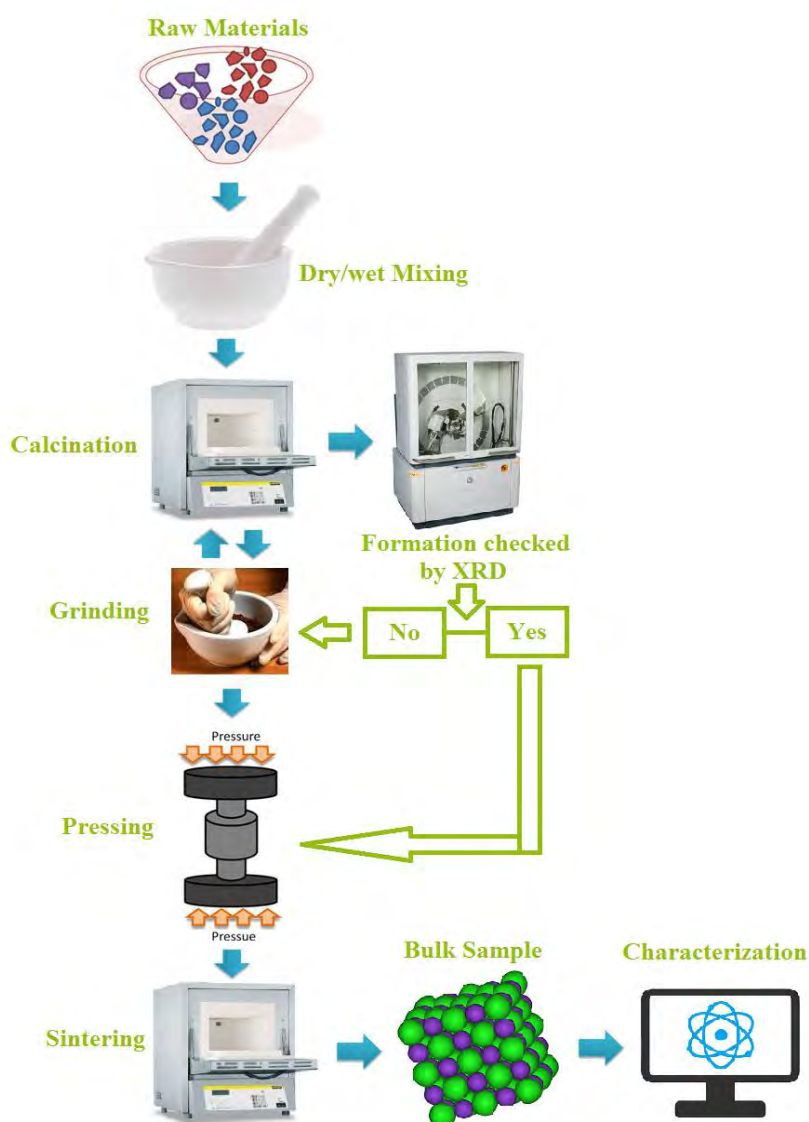 Raw Materials
Dry/wet Mixing
Calcination
Formation checked
by XRD
Grinding
No
Yes
Pressure
Pressing
Pressue
Bulk Sample
Characterization
Sintering